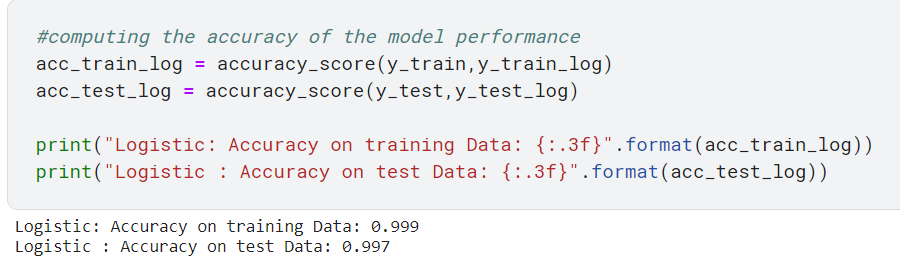 #computing the accuracy of the model performance
acc_train_log = accuracy_score(y_train,y_train_log)
acc_test_log = accuracy_score(y_test,y_test_log)
print("Logistic: Accuracy on training Data: {:.3f}".format(acc_train_log))
print("Logistic : Accuracy on test Data: {:.3f}".format(acc_test_log))
Logistic: Accuracy on training Data: 0.999
Logistic : Accuracy on test Data: 0.997